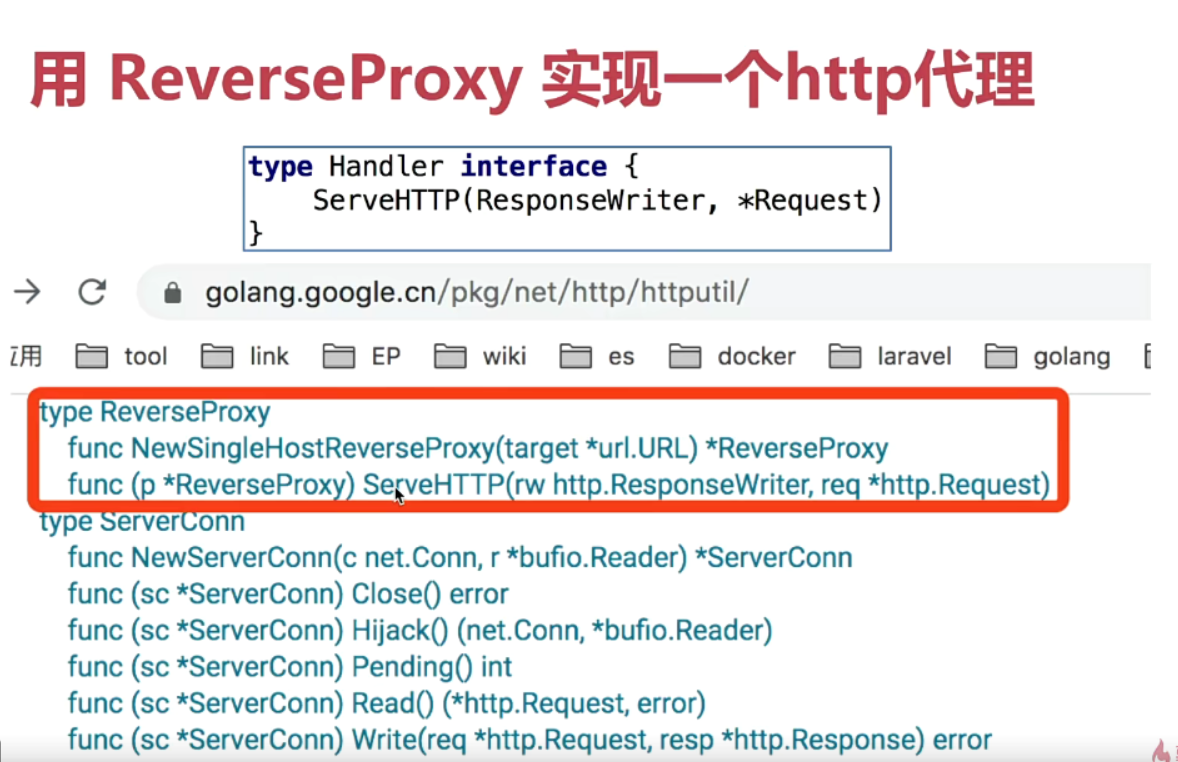 用 ReverseProxy 实现一个http代理
type Handler interface {
ServeHTTP(ResponseWriter, *Request)
}
golang.google.cn/pkg/net/http/httputil/
用 tool link EP wiki es docker laravel golang
type ReverseProxy
func NewSingleHostReverseProxy(target *url.URL) *ReverseProxy
func (p *ReverseProxy) ServeHTTP(rw http.ResponseWriter, req *http.Request)
type ServerConn
func NewServerConn(c net.Conn, r *bufio.Reader) *ServerConn
func (sc *ServerConn) Close() error
func (sc *ServerConn) Hijack() (net.Conn, *bufio.Reader)
func (sc *ServerConn) Pending() int
func (sc *ServerConn) Read() (*http.Request, error)
func (sc *ServerConn) Write(req *http.Request, resp *http.Response) error